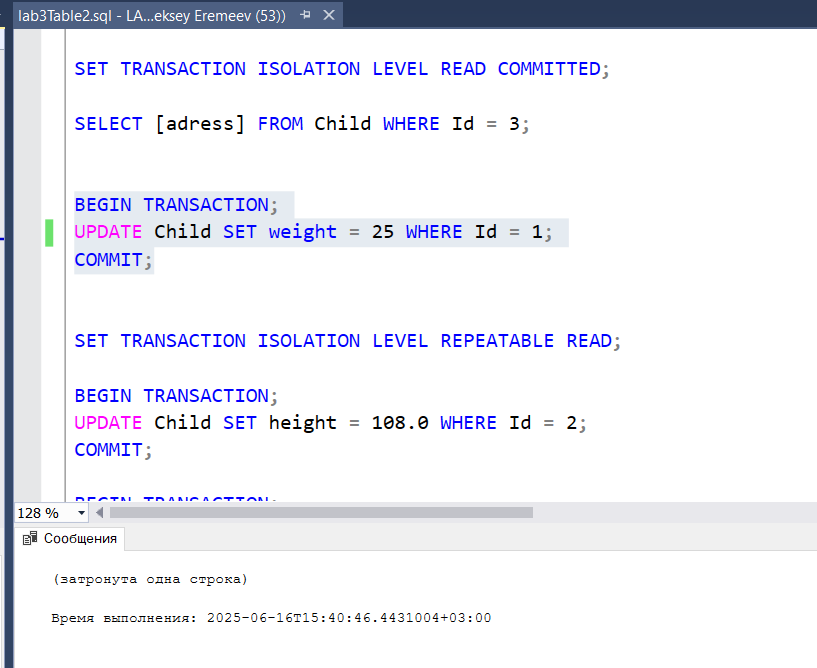 lab3Table2.sql - LA...eksey Eremeev (53))
SET TRANSACTION ISOLATION LEVEL READ COMMITTED;
SELECT [adress] FROM Child WHERE Id = 3;
BEGIN TRANSACTION;
UPDATE Child SET weight = 25 WHERE Id = 1;
COMMIT;
SET TRANSACTION ISOLATION LEVEL REPEATABLE READ;
BEGIN TRANSACTION;
UPDATE Child SET height = 108.0 WHERE Id = 2;
COMMIT;
BEGIN TRANSACTION;
128 %
Сообщения
(затронута одна строка)
Время выполнения: 2025-06-16T15:40:46.4431004+03:00